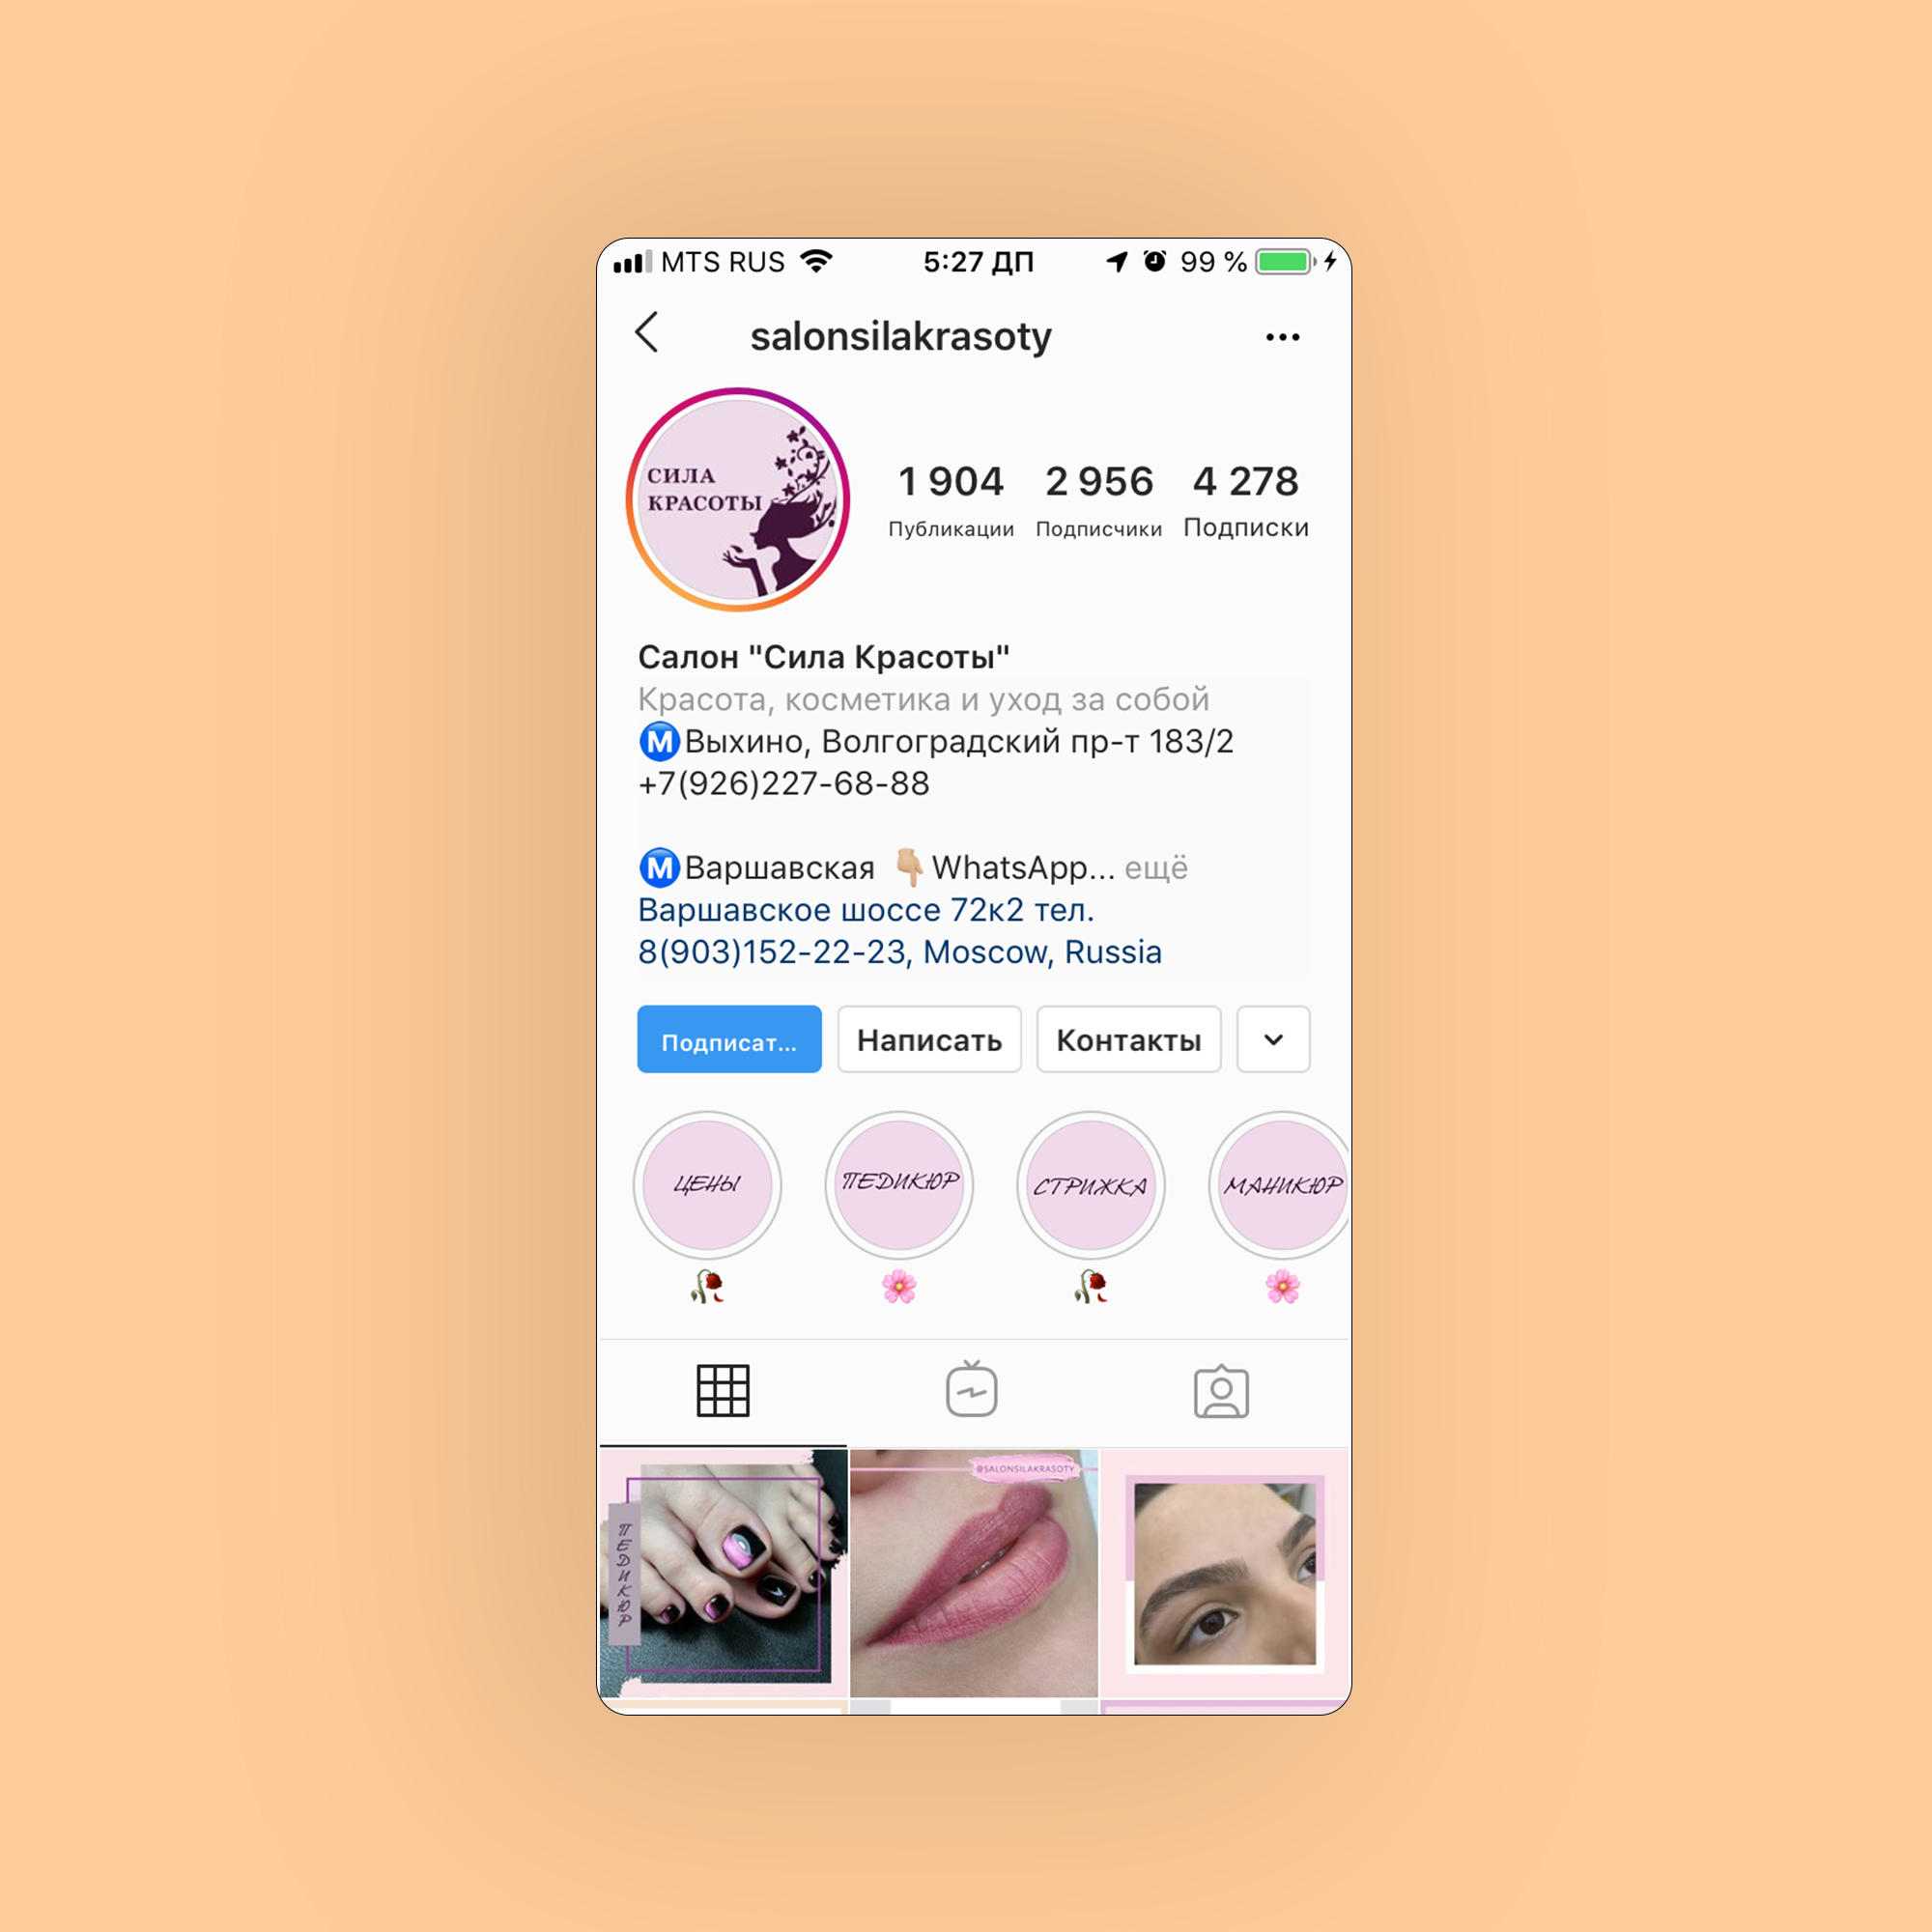 MTS RUS 5:27 ДП 99 %
salonsilakrasoty
СИЛА
КРАСОТЫ
1 904 2 956 4 278
Публикации Подписчики Подписки
Салон "Сила Красоты"
Красота, косметика и уход за собой
Ⓜ️Выхино, Волгоградский пр-т 183/2
+7(926)227-68-88
Ⓜ️Варшавская 👇🏼WhatsApp... ещё
Варшавское шоссе 72к2 тел.
8(903)152-22-23, Moscow, Russia
Подписат... Написать Контакты
ЦЕНЫ ПЕДИКЮР СТРИЖКА МАНИКЮР
🥀 🌸 🥀 🌸
@SALONSILAKRASOTY
ПЕДИКЮР